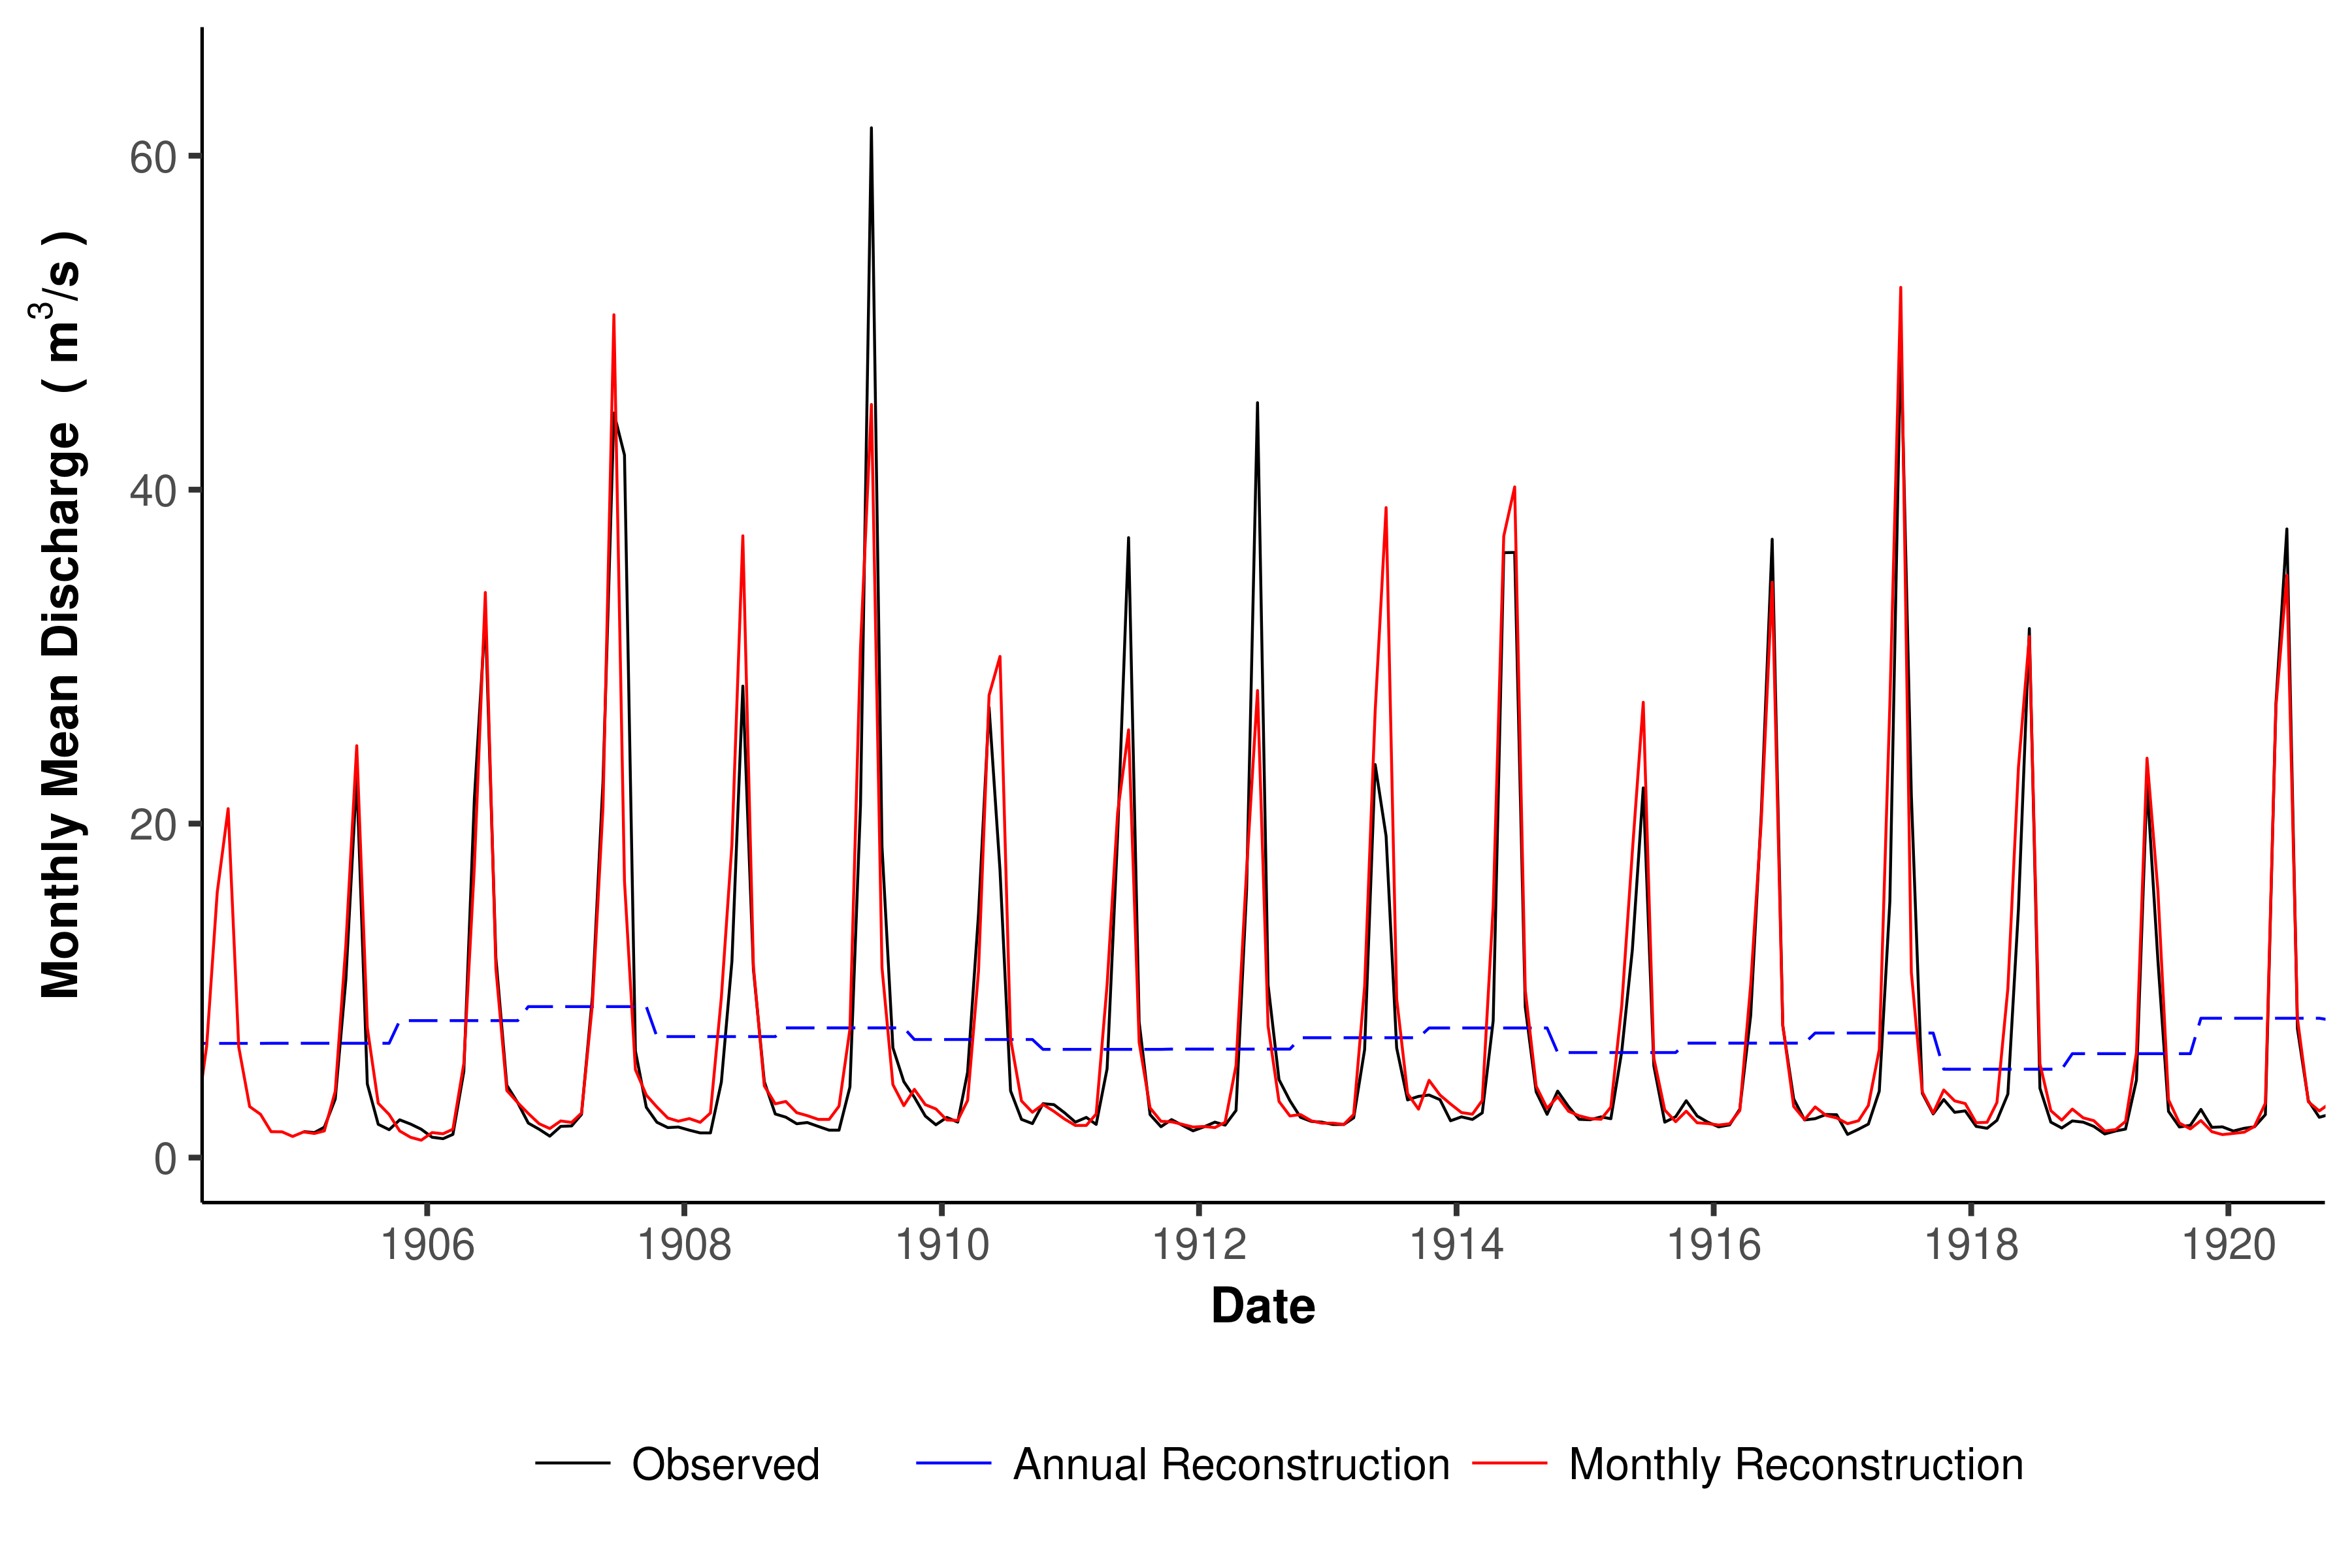 Monthly Mean Discharge ( m³/s )
60
40
20
0
1906 1908 1910 1912 1914 1916 1918 1920
Date
Observed Annual Reconstruction Monthly Reconstruction